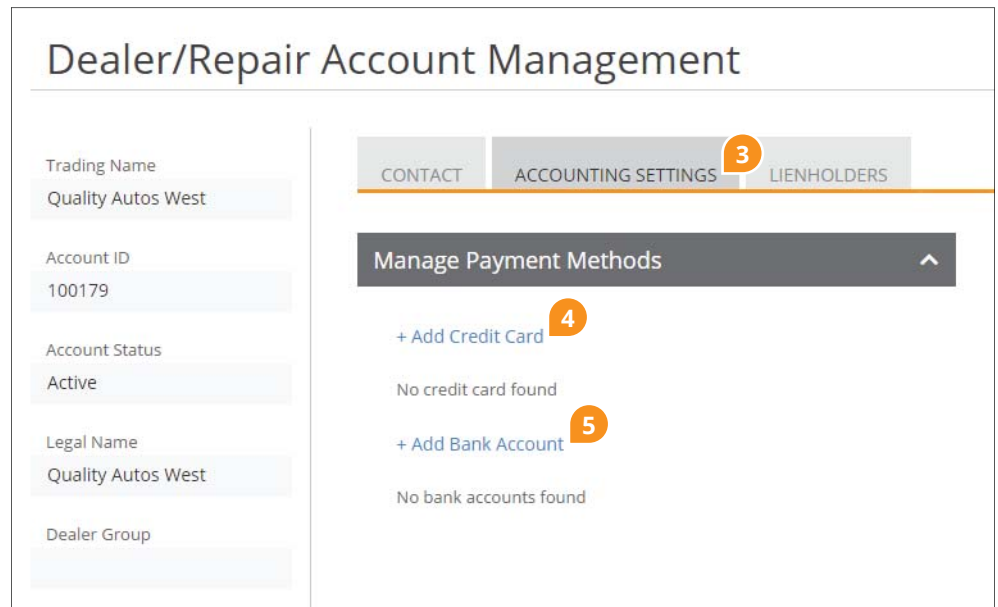 Dealer/Repair Account Management
Trading Name
Quality Autos West
Account ID
100179
Account Status
Active
Legal Name
Quality Autos West
Dealer Group
CONTACT ACCOUNTING SETTINGS 3 LIENHOLDERS
Manage Payment Methods
+ Add Credit Card 4
No credit card found
+ Add Bank Account 5
No bank accounts found